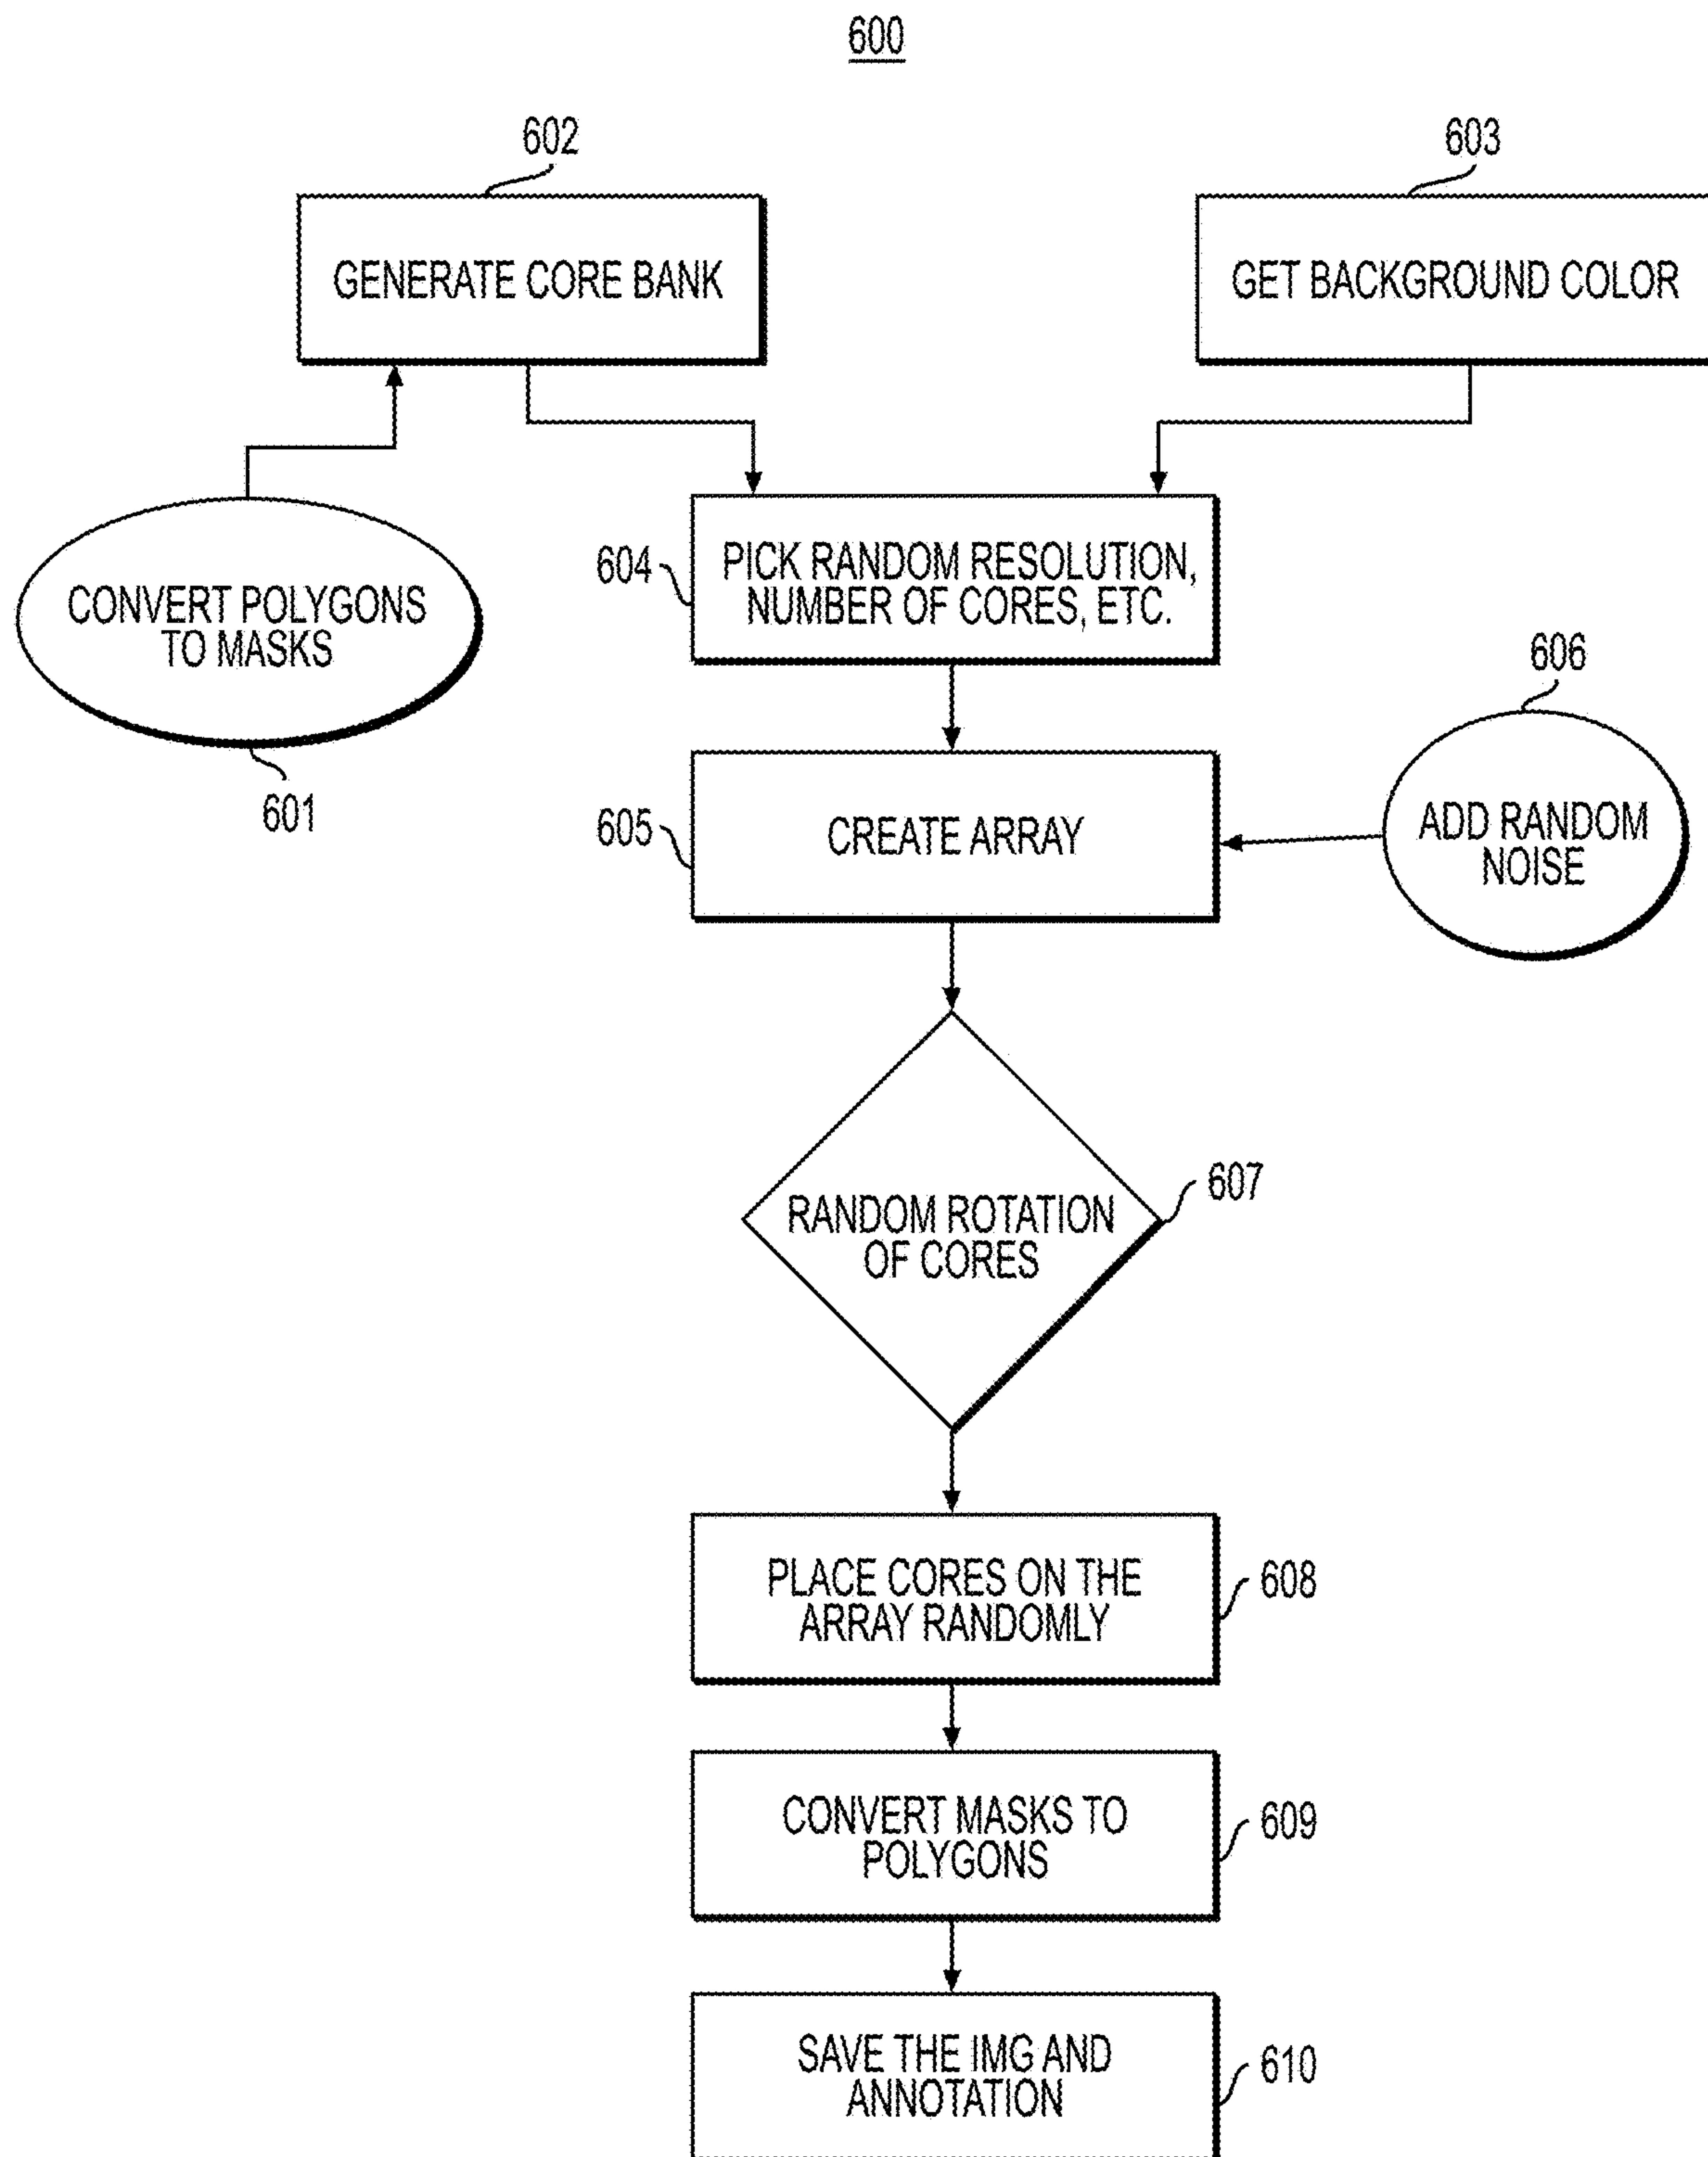 600
602
603
GENERATE CORE BANK
GET BACKGROUND COLOR
604
PICK RANDOM RESOLUTION,
NUMBER OF CORES, ETC.
CONVERT POLYGONS
TO MASKS
601
606
605
CREATE ARRAY
ADD RANDOM
NOISE
RANDOM ROTATION
OF CORES
607
PLACE CORES ON THE
ARRAY RANDOMLY
608
CONVERT MASKS TO
POLYGONS
609
SAVE THE IMG AND
ANNOTATION
610